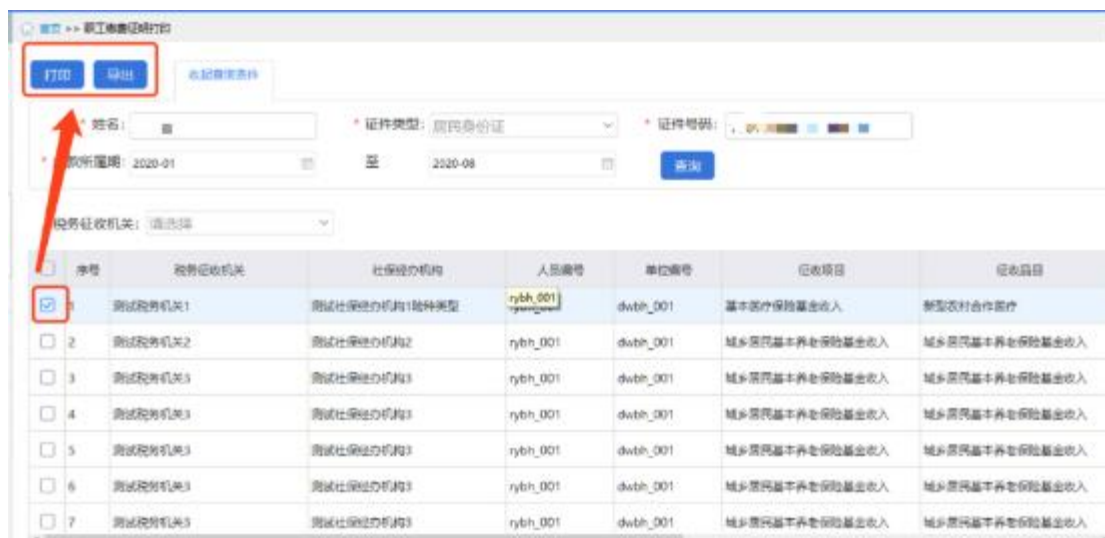 首页 >> 职工缴费证明打印
打印 导出 收起查询条件
* 姓名: * 证件类型: 居民身份证 * 证件号码:
* 款所属期 2020-01 至 2020-08 查询
税务征收机关: 请选择
序号 税务征收机关 社保经办机构 人员编号 单位编号 征收项目 征收品目
1 测试税务机关1 测试社保经办机构1险种类型 rybh_001 dwbh_001 基本医疗保险基金收入 新型农村合作医疗
2 测试税务机关2 测试社保经办机构2 rybh_001 dwbh_001 城乡居民基本养老保险基金收入 城乡居民基本养老保险基金收入
3 测试税务机关3 测试社保经办机构3 rybh_001 dwbh_001 城乡居民基本养老保险基金收入 城乡居民基本养老保险基金收入
4 测试税务机关3 测试社保经办机构3 rybh_001 dwbh_001 城乡居民基本养老保险基金收入 城乡居民基本养老保险基金收入
5 测试税务机关3 测试社保经办机构3 rybh_001 dwbh_001 城乡居民基本养老保险基金收入 城乡居民基本养老保险基金收入
6 测试税务机关3 测试社保经办机构3 rybh_001 dwbh_001 城乡居民基本养老保险基金收入 城乡居民基本养老保险基金收入
7 测试税务机关3 测试社保经办机构3 rybh_001 dwbh_001 城乡居民基本养老保险基金收入 城乡居民基本养老保险基金收入